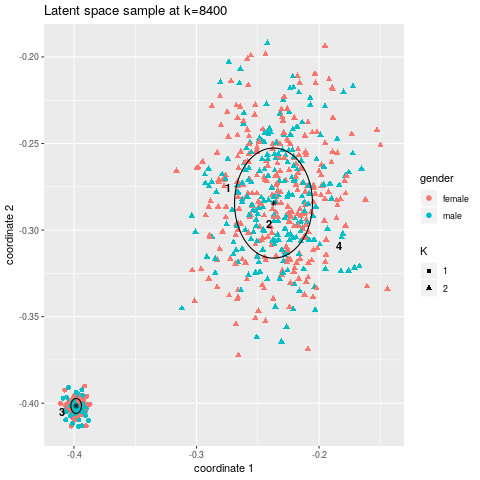 Latent space sample at k=8400
coordinate 2
-0.20
-0.25
-0.30
-0.35
-0.40
1
2
4
3
-0.4
-0.3
-0.2
coordinate 1
gender
female
male
K
1
2